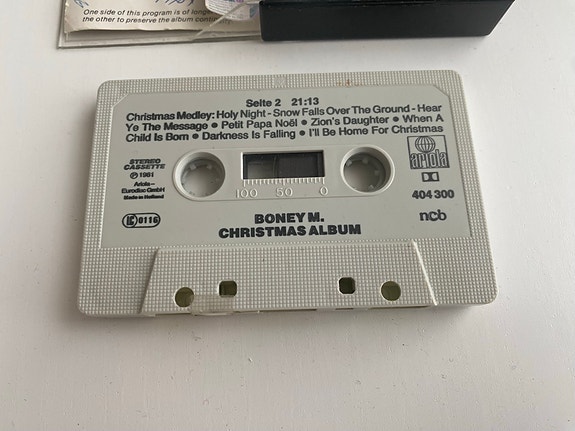 One side of this program is of longe
the other to preserve the album contin
Seite 2 21:13
Christmas Medley: Holy Night - Snow Falls Over The Ground - Hear
Ye The Message • Petit Papa Noël • Zion's Daughter • When A
Child Is Born • Darkness Is Falling • I'll Be Home For Christmas
STEREO
CASSETTE
℗ 1981
Ariola-
Eurodisc GmbH
Made in Holland
ariola
100 50 0
404 300
LC 0116
BONEY M.
CHRISTMAS ALBUM
ncb